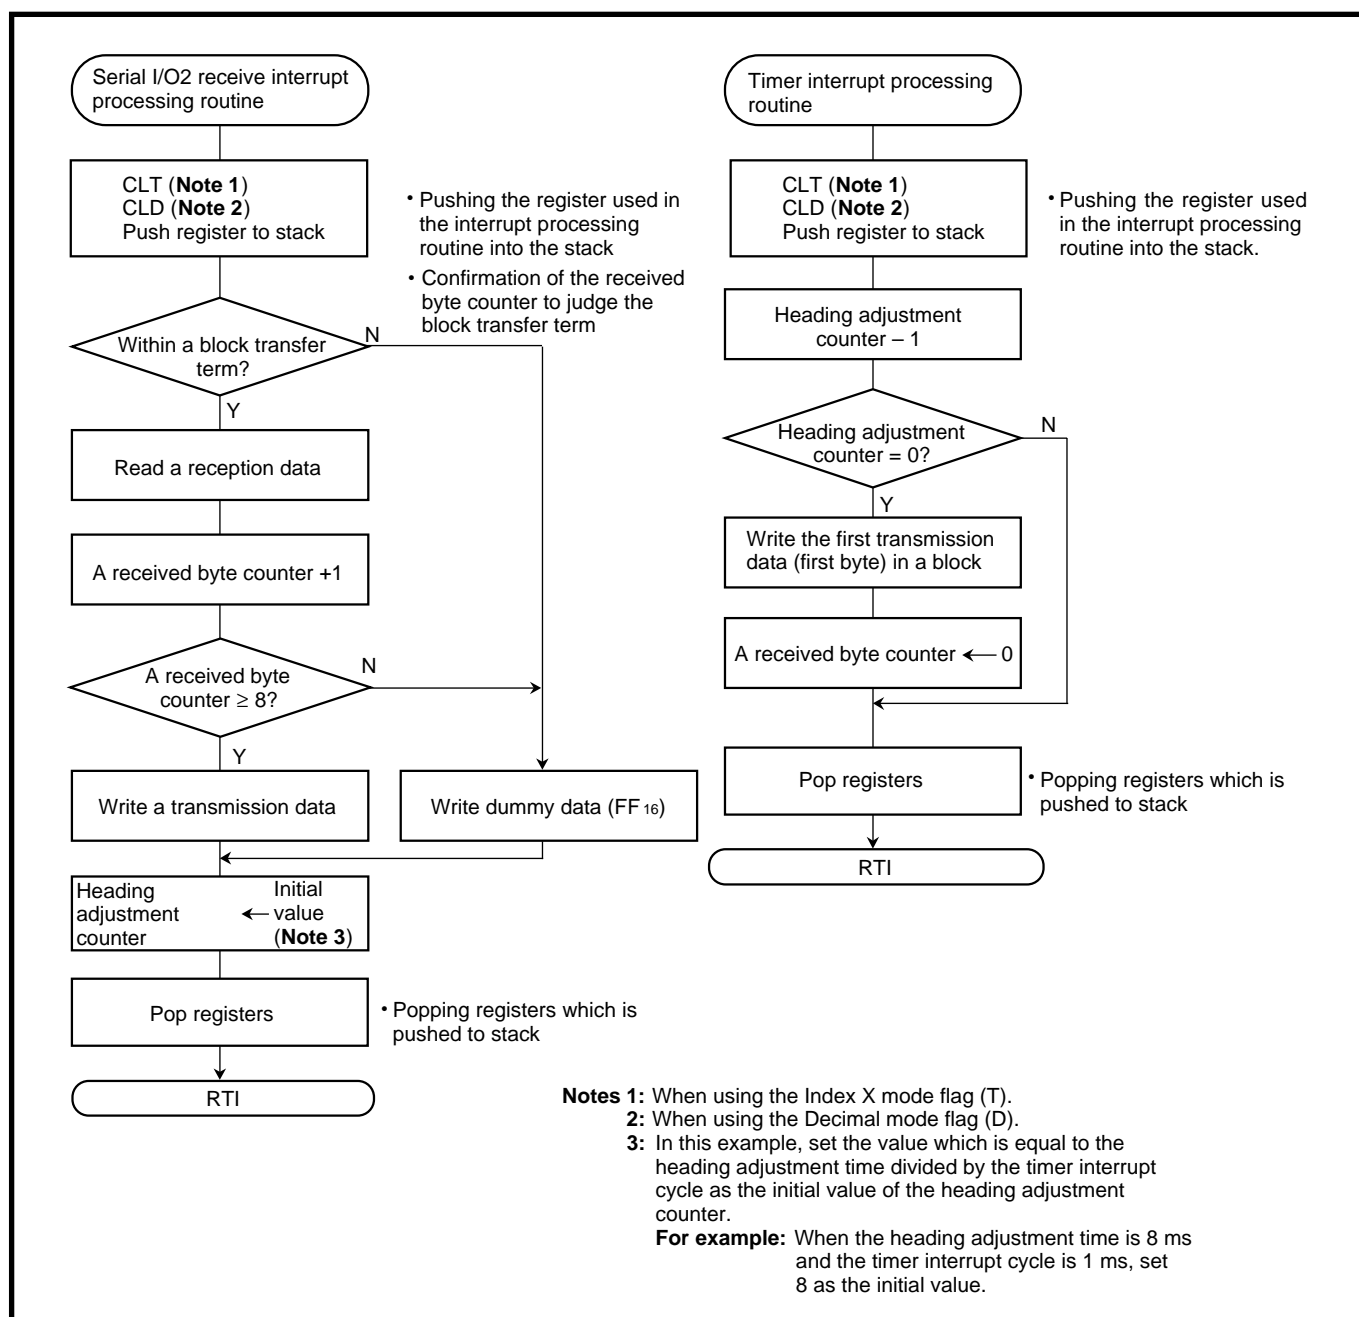 Serial I/O2 receive interrupt
processing routine
CLT (Note 1)
CLD (Note 2)
Push register to stack
• Pushing the register used in
the interrupt processing
routine into the stack
• Confirmation of the received
byte counter to judge the
block transfer term
Within a block transfer
term?
N
Y
Read a reception data
A received byte counter +1
A received byte
counter ≥ 8?
N
Y
Write a transmission data
Write dummy data (FF16)
Heading
adjustment
counter
←
Initial
value
(Note 3)
Pop registers
• Popping registers which is
pushed to stack
RTI
Timer interrupt processing
routine
CLT (Note 1)
CLD (Note 2)
Push register to stack
• Pushing the register used
in the interrupt processing
routine into the stack.
Heading adjustment
counter – 1
Heading adjustment
counter = 0?
N
Y
Write the first transmission
data (first byte) in a block
A received byte counter ← 0
Pop registers
• Popping registers which is
pushed to stack
RTI
Notes 1: When using the Index X mode flag (T).
2: When using the Decimal mode flag (D).
3: In this example, set the value which is equal to the
heading adjustment time divided by the timer interrupt
cycle as the initial value of the heading adjustment
counter.
For example: When the heading adjustment time is 8 ms
and the timer interrupt cycle is 1 ms, set
8 as the initial value.